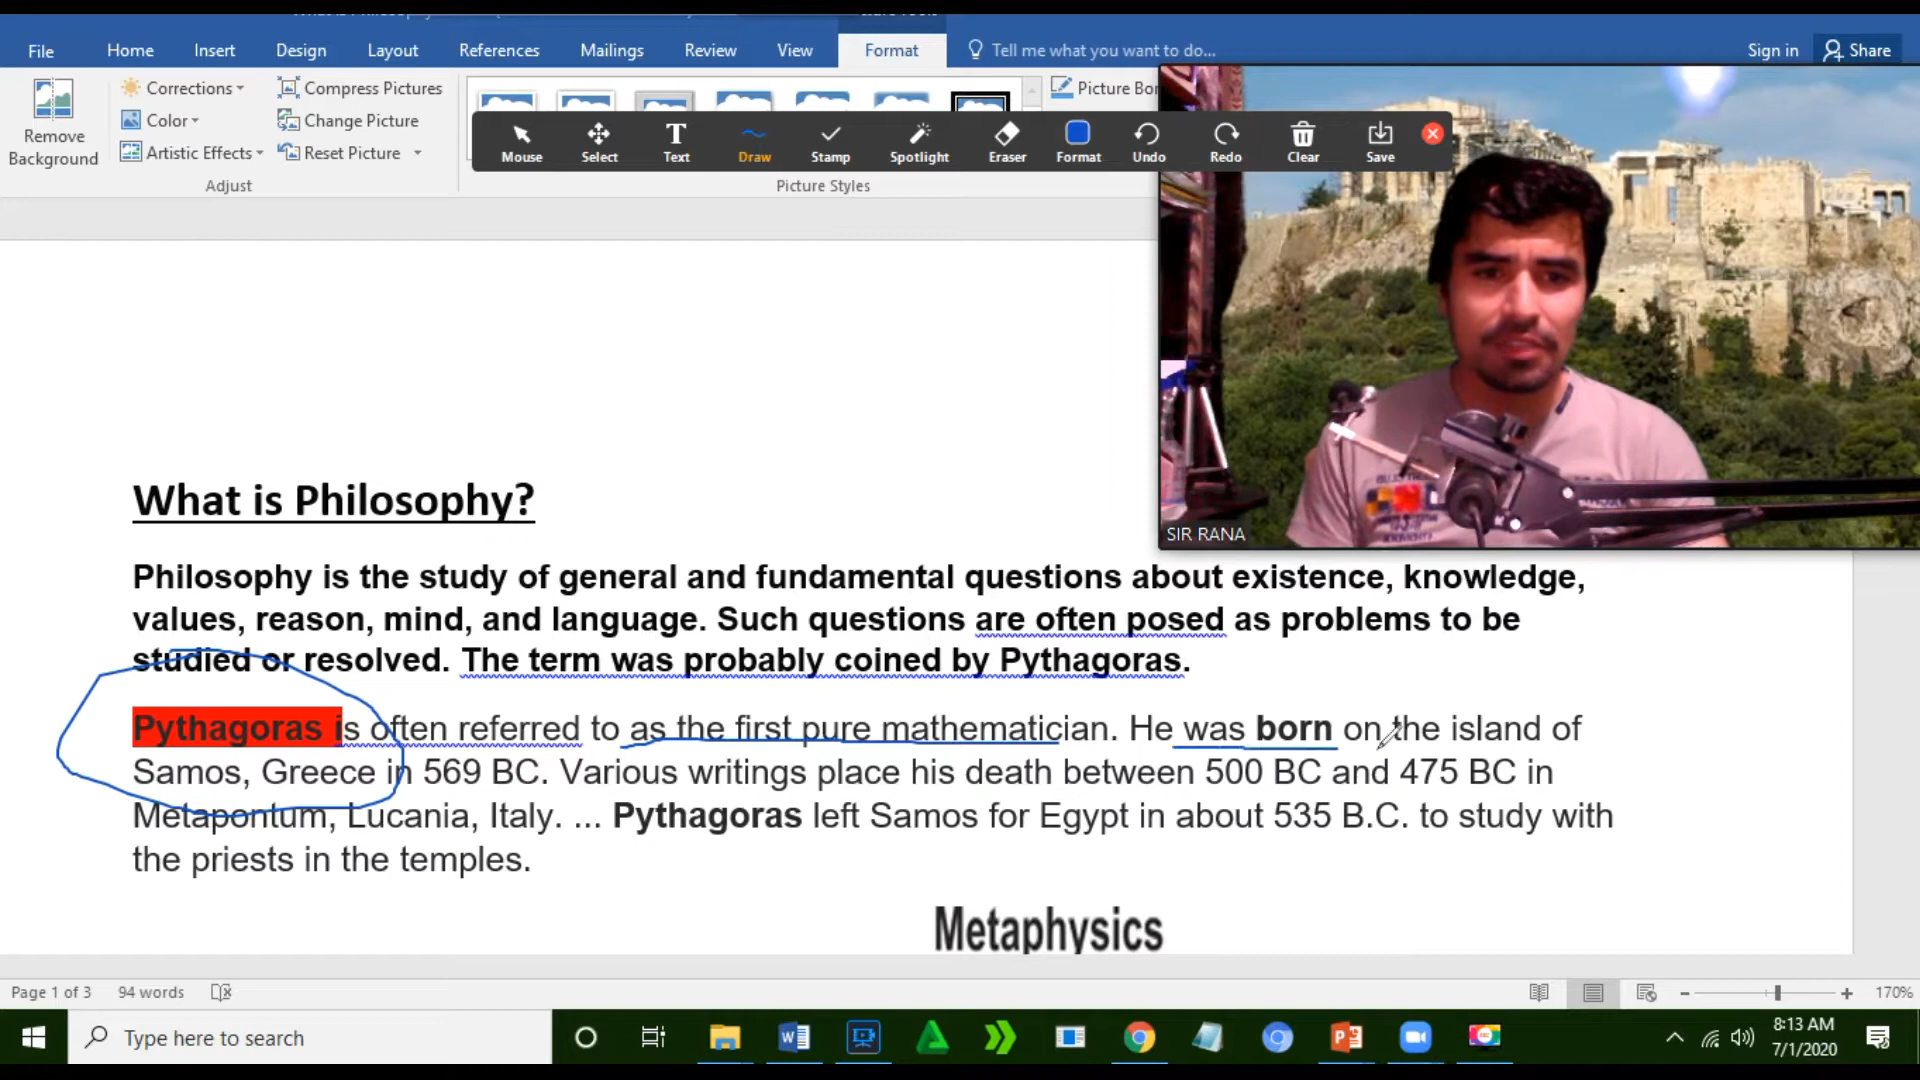 File Home Insert Design Layout References Mailings Review View Format Tell me what you want to do... Sign in Share
Remove
Background
Corrections
Color
Artistic Effects
Compress Pictures
Change Picture
Reset Picture
Adjust
Picture Styles
Mouse Select Text Draw Stamp Spotlight Eraser Format Undo Redo Clear Save
SIR RANA
What is Philosophy?
Philosophy is the study of general and fundamental questions about existence, knowledge,
values, reason, mind, and language. Such questions are often posed as problems to be
studied or resolved. The term was probably coined by Pythagoras.
Pythagoras is often referred to as the first pure mathematician. He was born on the island of
Samos, Greece in 569 BC. Various writings place his death between 500 BC and 475 BC in
Metapontum, Lucania, Italy. ... Pythagoras left Samos for Egypt in about 535 B.C. to study with
the priests in the temples.
Metaphysics
Page 1 of 3 94 words 170%
Type here to search
8:13 AM
7/1/2020